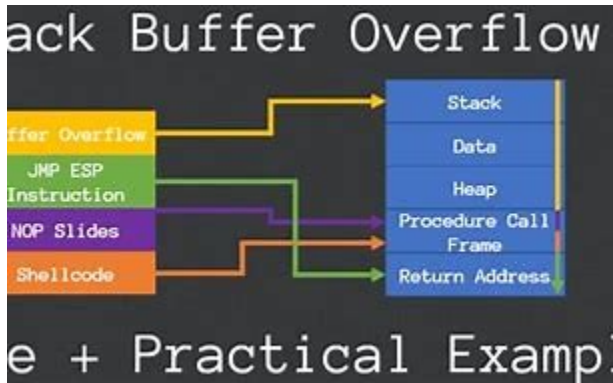 ack Buffer Overflow
ffer Overflow
JMP ESP
Instruction
NOP Slides
Shellcode
Stack
Data
Heap
Procedure Call
Frame
Return Address
e + Practical Exampl